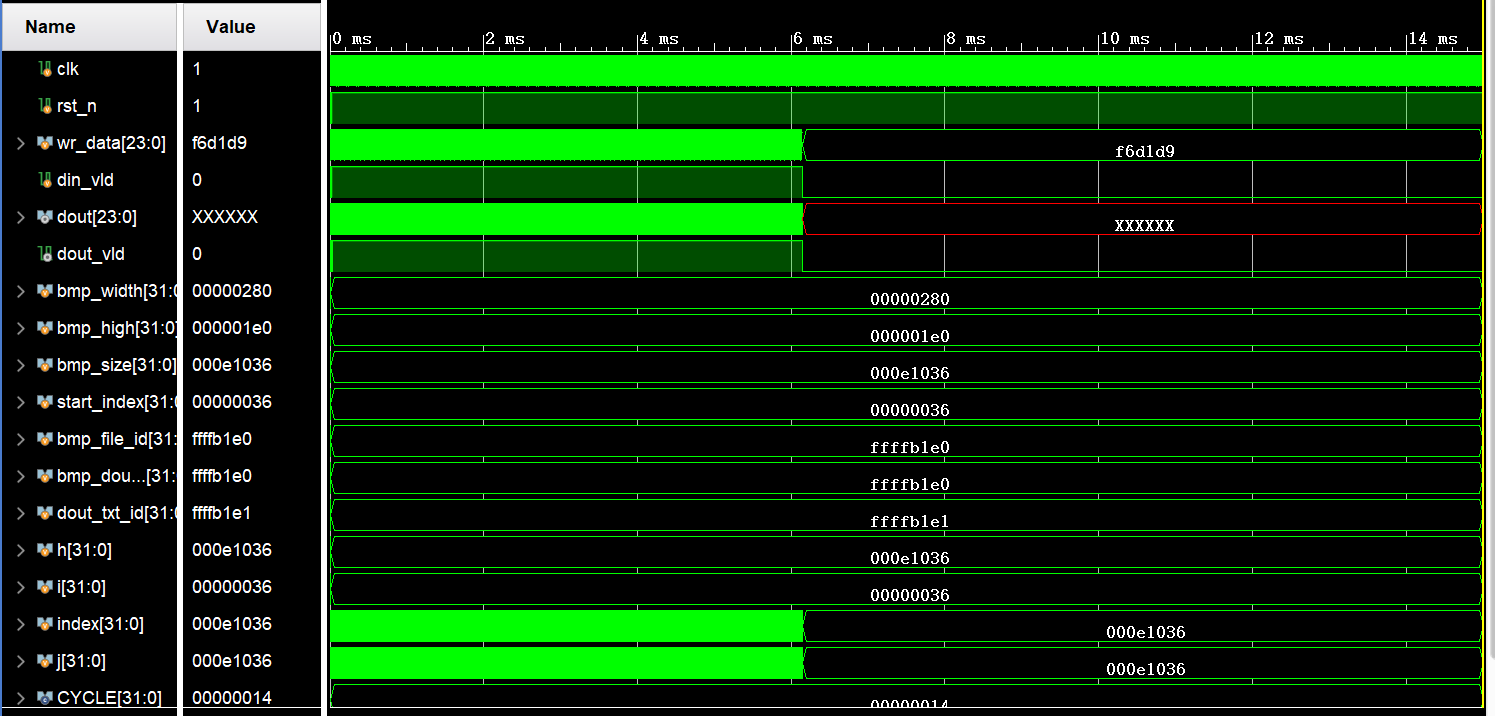 Name Value
0 ms 2 ms 4 ms 6 ms 8 ms 10 ms 12 ms 14 ms
clk 1
rst_n 1
wr_data[23:0] f6d1d9 f6d1d9
din_vld 0
dout[23:0] XXXXXX XXXXXX
dout_vld 0
bmp_width[31:0 00000280 00000280
bmp_high[31:0] 000001e0 000001e0
bmp_size[31:0] 000e1036 000e1036
start_index[31:0 00000036 00000036
bmp_file_id[31: ffffb1e0 ffffb1e0
bmp_dou...[31: ffffb1e0 ffffb1e0
dout_txt_id[31:0 ffffb1e1 ffffb1e1
h[31:0] 000e1036 000e1036
i[31:0] 00000036 00000036
index[31:0] 000e1036 000e1036
j[31:0] 000e1036 000e1036
CYCLE[31:0] 00000014 00000014